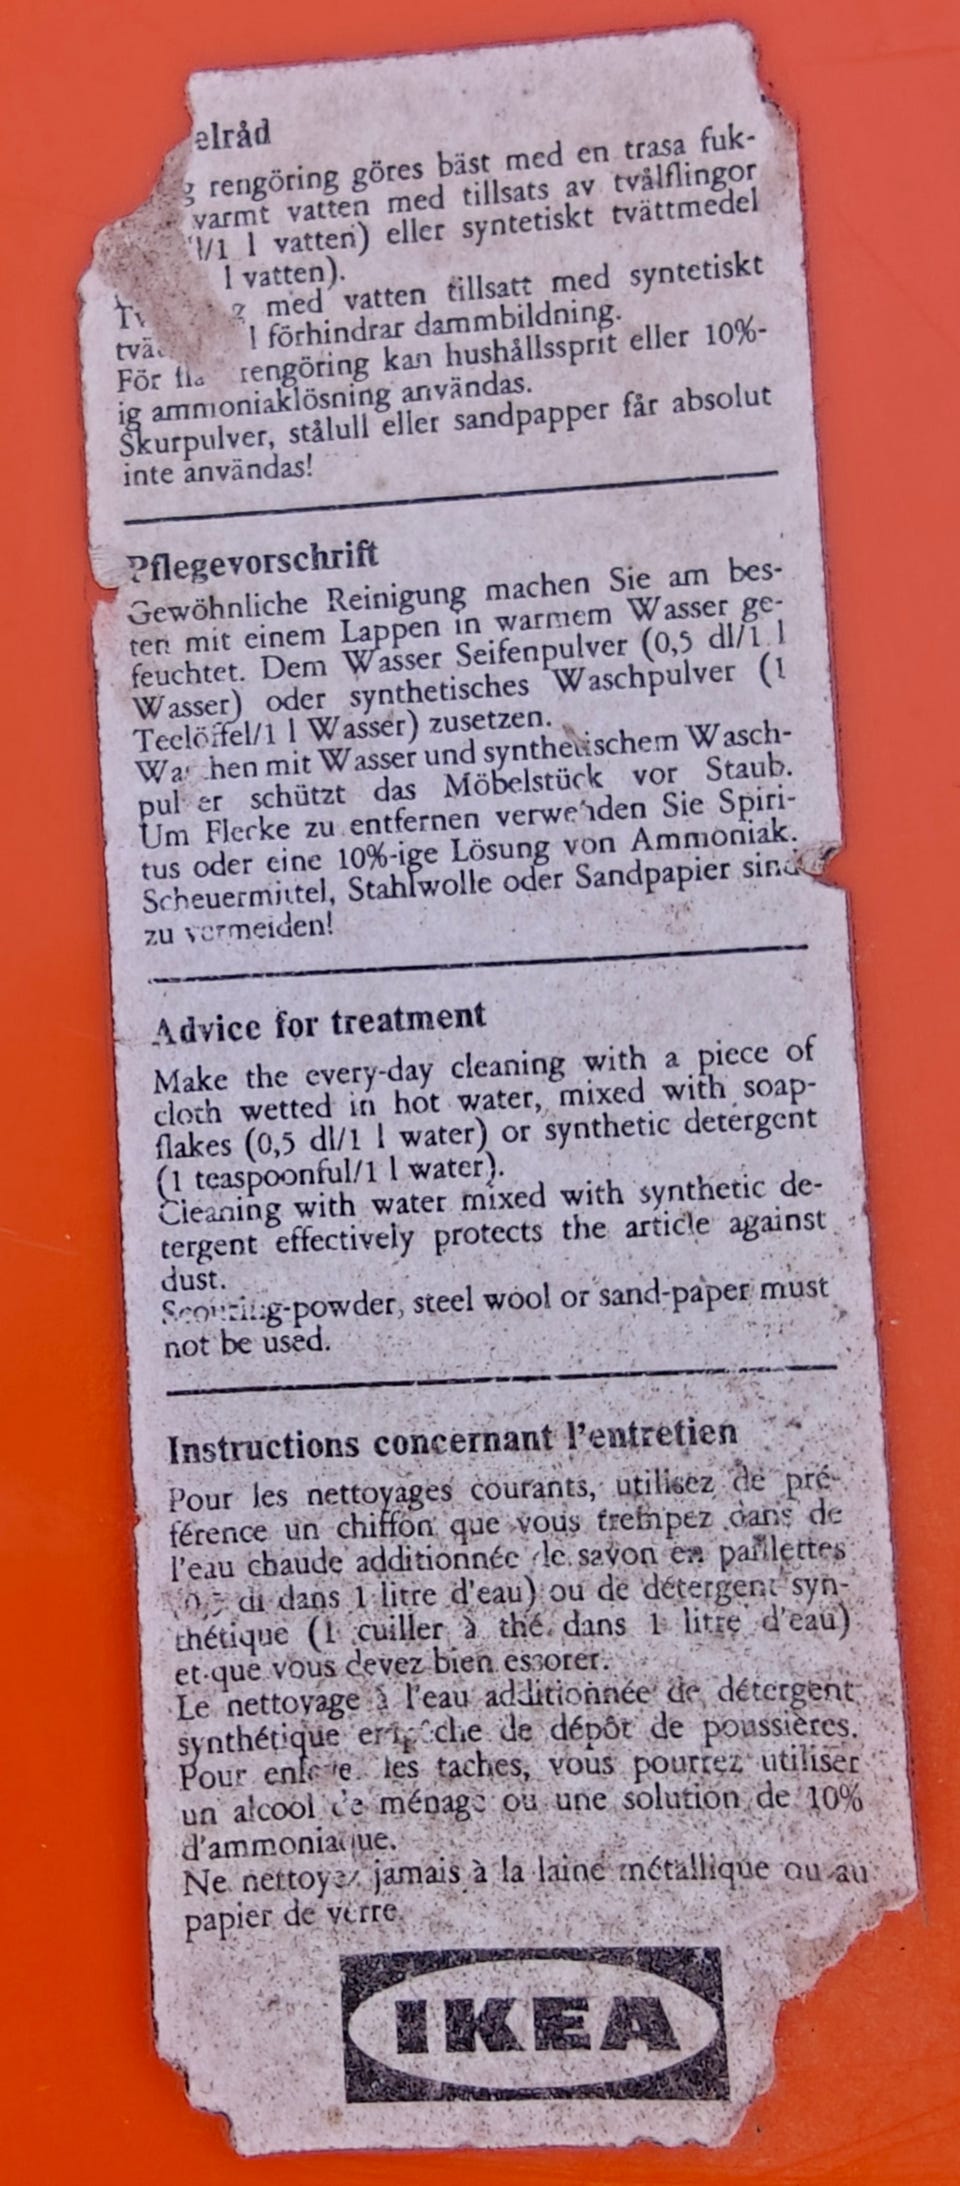 elråd
rengöring göres bäst med en trasa fuk-
varmt vatten med tillsats av tvålflingor
l/1 l vatten) eller syntetiskt tvättmedel
l vatten).
med vatten tillsatt med syntetiskt
förhindrar dammbildning.
För rengöring kan hushållssprit eller 10%-
ig ammoniaklösning användas.
Skurpulver, stålull eller sandpapper får absolut
inte användas!
Pflegevorschrift
Gewöhnliche Reinigung machen Sie am bes-
ten mit einem Lappen in warmem Wasser ge-
feuchtet. Dem Wasser Seifenpulver (0,5 dl/1 l
Wasser) oder synthetisches Waschpulver (1
Teelöffel/1 l Wasser) zusetzen.
Waschen mit Wasser und synthetischem Wasch-
pulver schützt das Möbelstück vor Staub.
Um Flecke zu entfernen verwenden Sie Spiri-
tus oder eine 10%-ige Lösung von Ammoniak.
Scheuermittel, Stahlwolle oder Sandpapier sind
zu vermeiden!
Advice for treatment
Make the every-day cleaning with a piece of
cloth wetted in hot water, mixed with soap-
flakes (0,5 dl/1 l water) or synthetic detergent
(1 teaspoonful/1 l water).
Cleaning with water mixed with synthetic de-
tergent effectively protects the article against
dust.
Scouring-powder, steel wool or sand-paper must
not be used.
Instructions concernant l'entretien
Pour les nettoyages courants, utilisez de pré-
férence un chiffon que vous trempez dans de
l'eau chaude additionnée de savon en paillettes
(0,5 dl dans 1 litre d'eau) ou de détergent syn-
thétique (1 cuiller à thé dans 1 litre d'eau)
et que vous devez bien essorer.
Le nettoyage à l'eau additionnée de détergent
synthétique empêche de dépôt de poussières.
Pour enlever les taches, vous pourrez utiliser
un alcool de ménage ou une solution de 10%
d'ammoniaque.
Ne nettoyez jamais à la laine métallique ou au
papier de verre.
IKEA